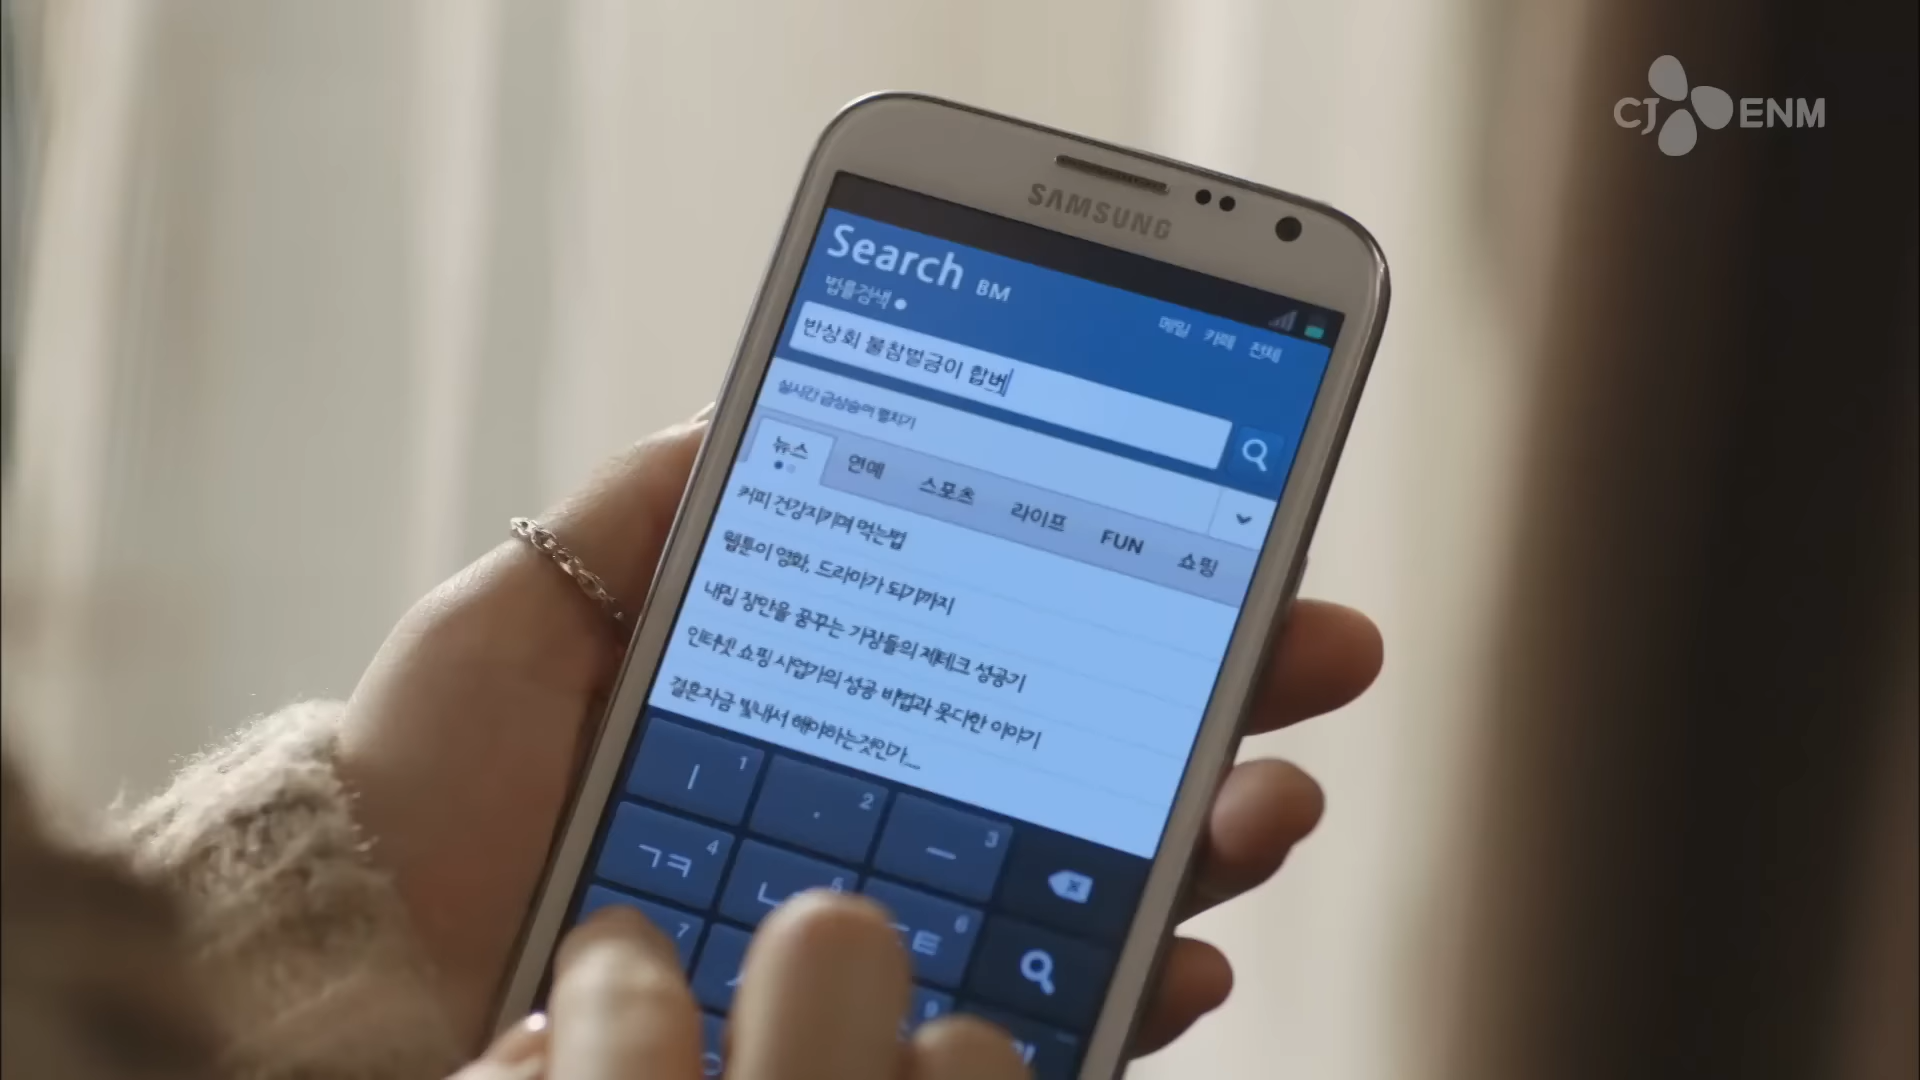 CJ ENM
SAMSUNG
Search BM
법률검색
메일 카페 전체
반상회 불참벌금이 합버
실시간 급상승어 펼치기
뉴스 연예 스포츠 라이프 FUN 쇼핑
커피 건강지키며 먹는법
웹툰이 영화, 드라마가 되기까지
내집 장만을 꿈꾸는 가장들의 제테크 성공기
인터넷 쇼핑 사업가의 성공 비법과 못다한 이야기
결혼자금 빛내서 해야하는것인가...
ㅣ 1 . 2 ㅡ 3
ㄱㅋ 4 5 6
7